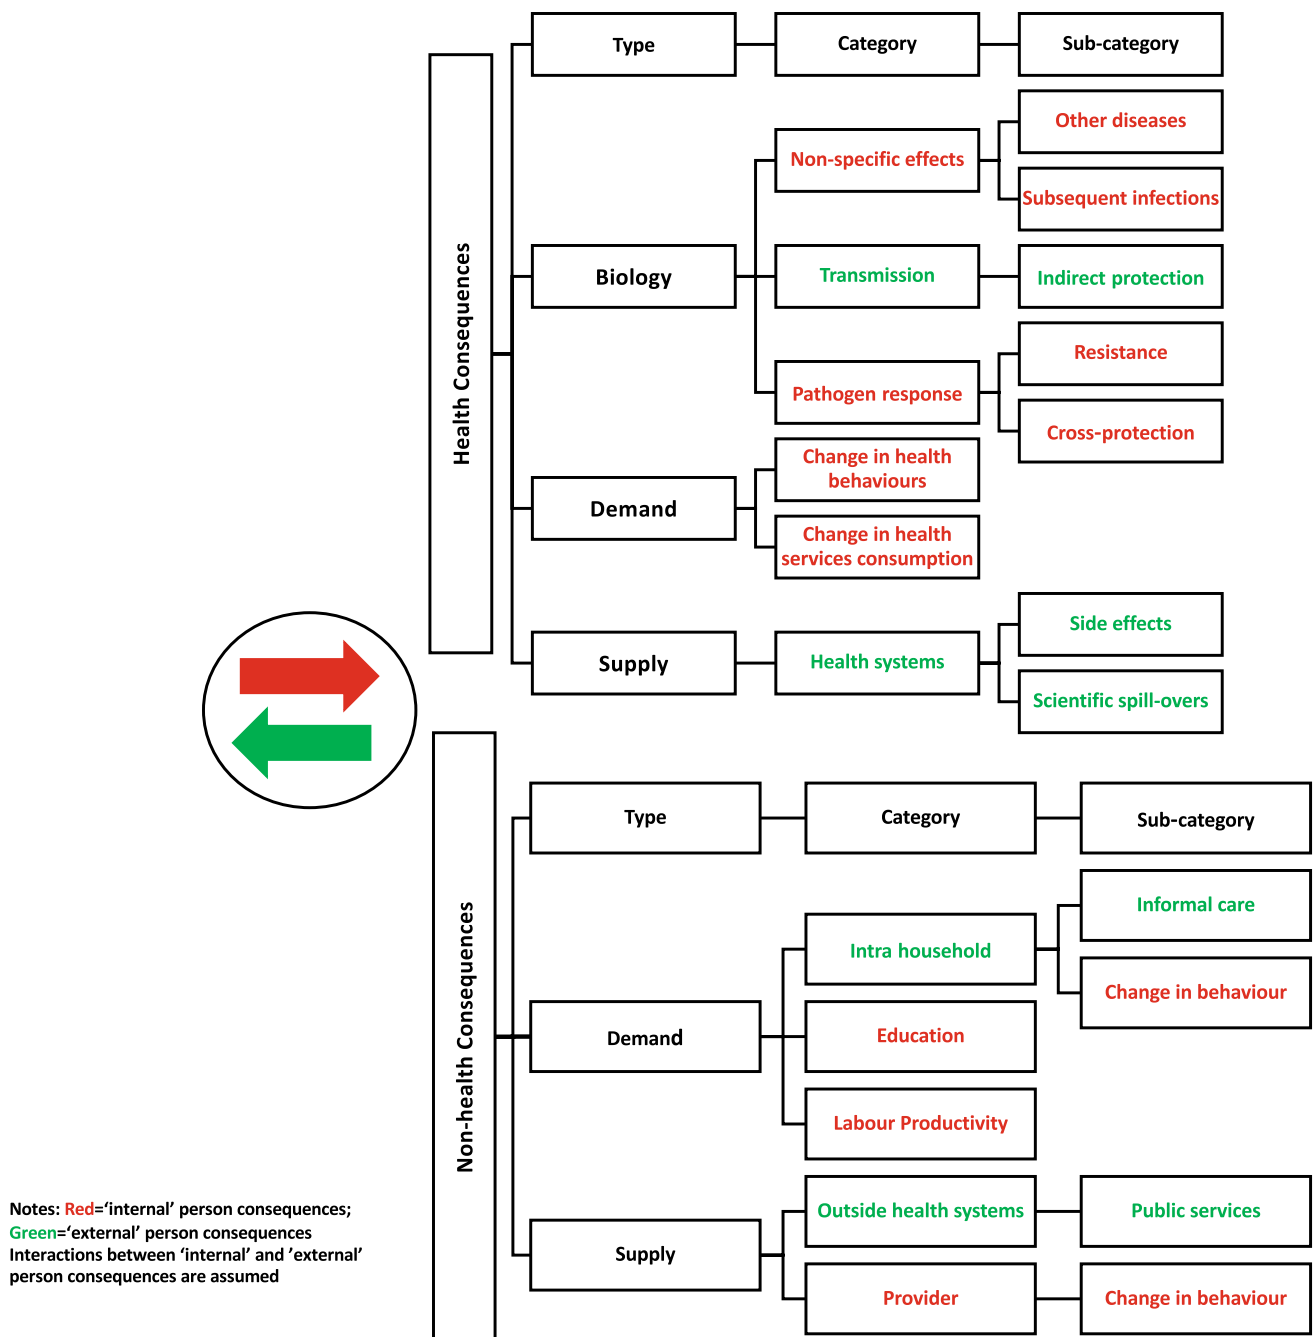 Type
Category
Sub-category
Health Consequences
Biology
Non-specific effects
Other diseases
Subsequent infections
Transmission
Indirect protection
Pathogen response
Resistance
Cross-protection
Demand
Change in health
behaviours
Change in health
services consumption
Supply
Health systems
Side effects
Scientific spill-overs
Non-health Consequences
Type
Category
Sub-category
Demand
Intra household
Informal care
Change in behaviour
Education
Labour Productivity
Supply
Outside health systems
Public services
Provider
Change in behaviour
Notes: Red=‘internal’ person consequences;
Green=‘external’ person consequences
Interactions between ‘internal’ and ’external’
person consequences are assumed